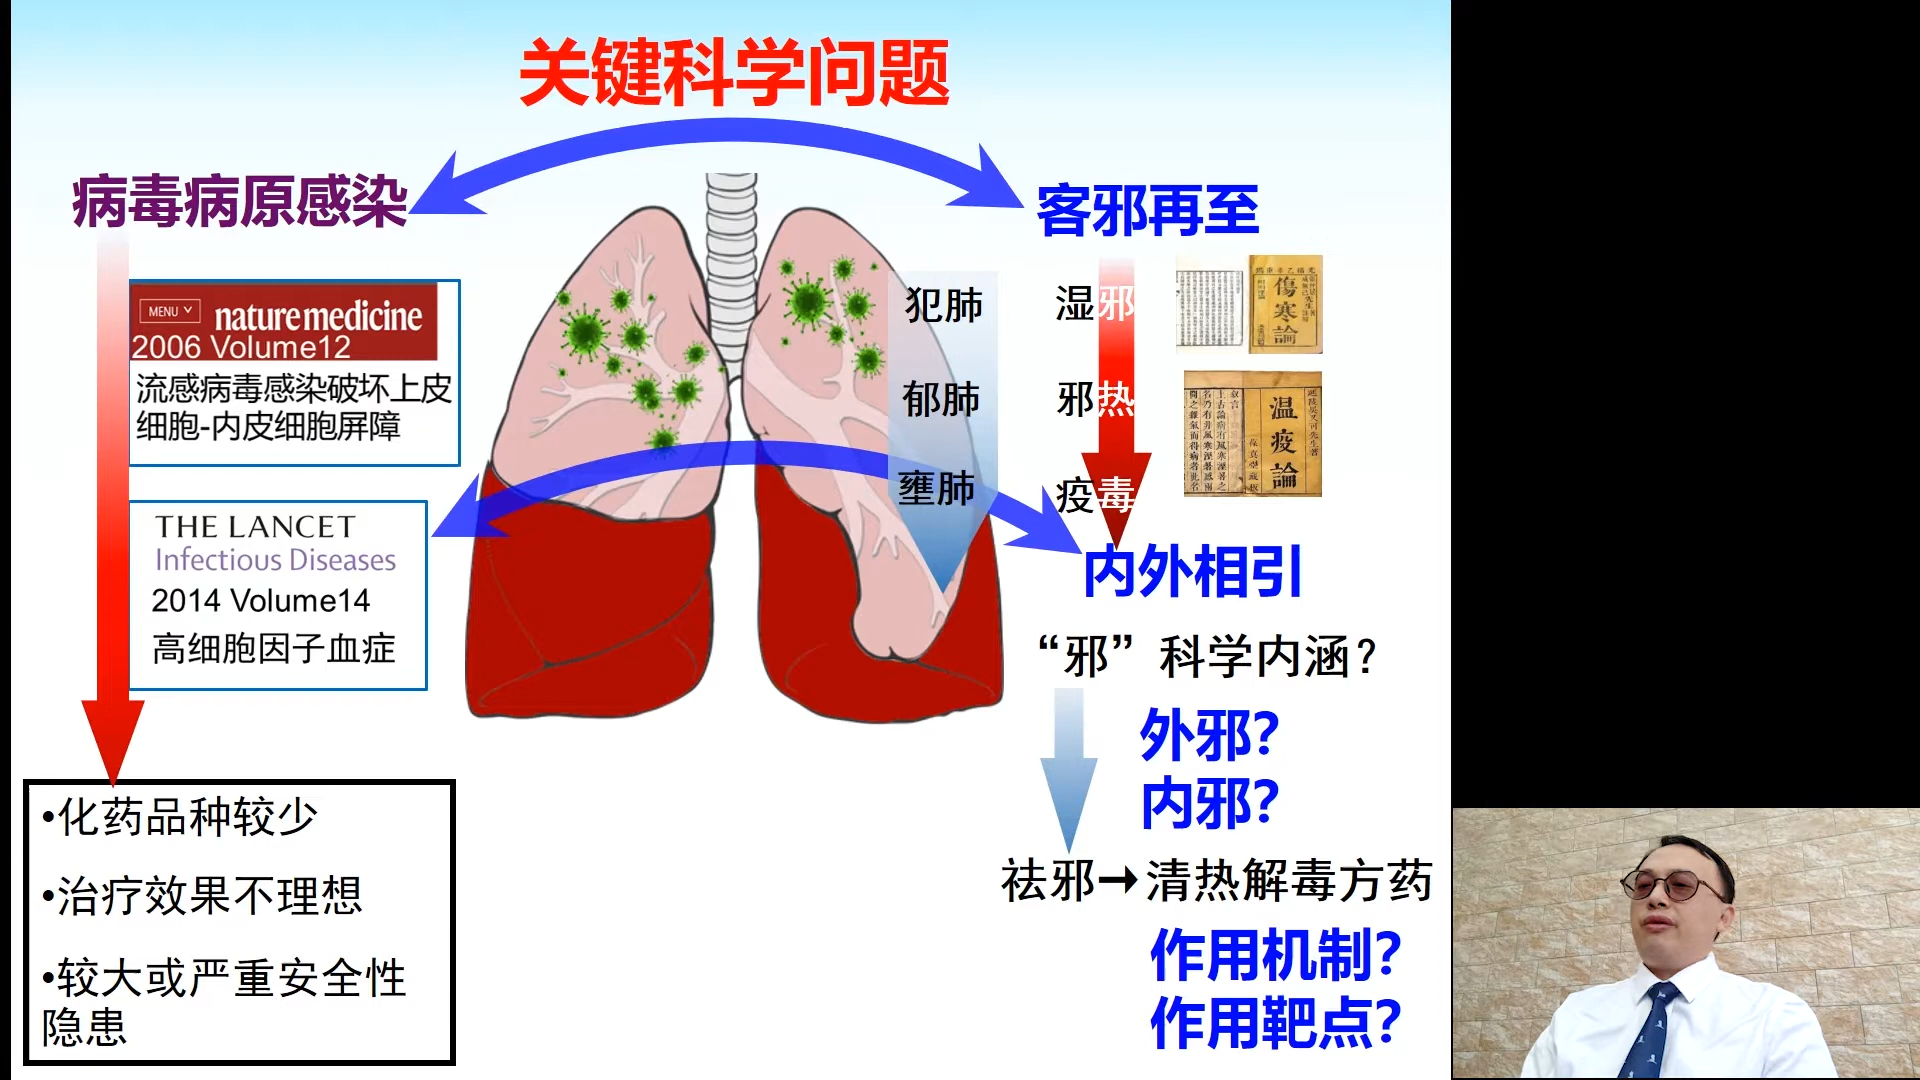 关键科学问题
病毒病原感染
客邪再至
MENU
nature medicine
2006 Volume12
流感病毒感染破坏上皮
细胞-内皮细胞屏障
THE LANCET
Infectious Diseases
2014 Volume14
高细胞因子血症
•化药品种较少
•治疗效果不理想
•较大或严重安全性
隐患
犯肺
郁肺
壅肺
湿邪
邪热
疫毒
傷寒論
温疫論
内外相引
“邪”科学内涵?
外邪?
内邪?
祛邪→清热解毒方药
作用机制?
作用靶点?